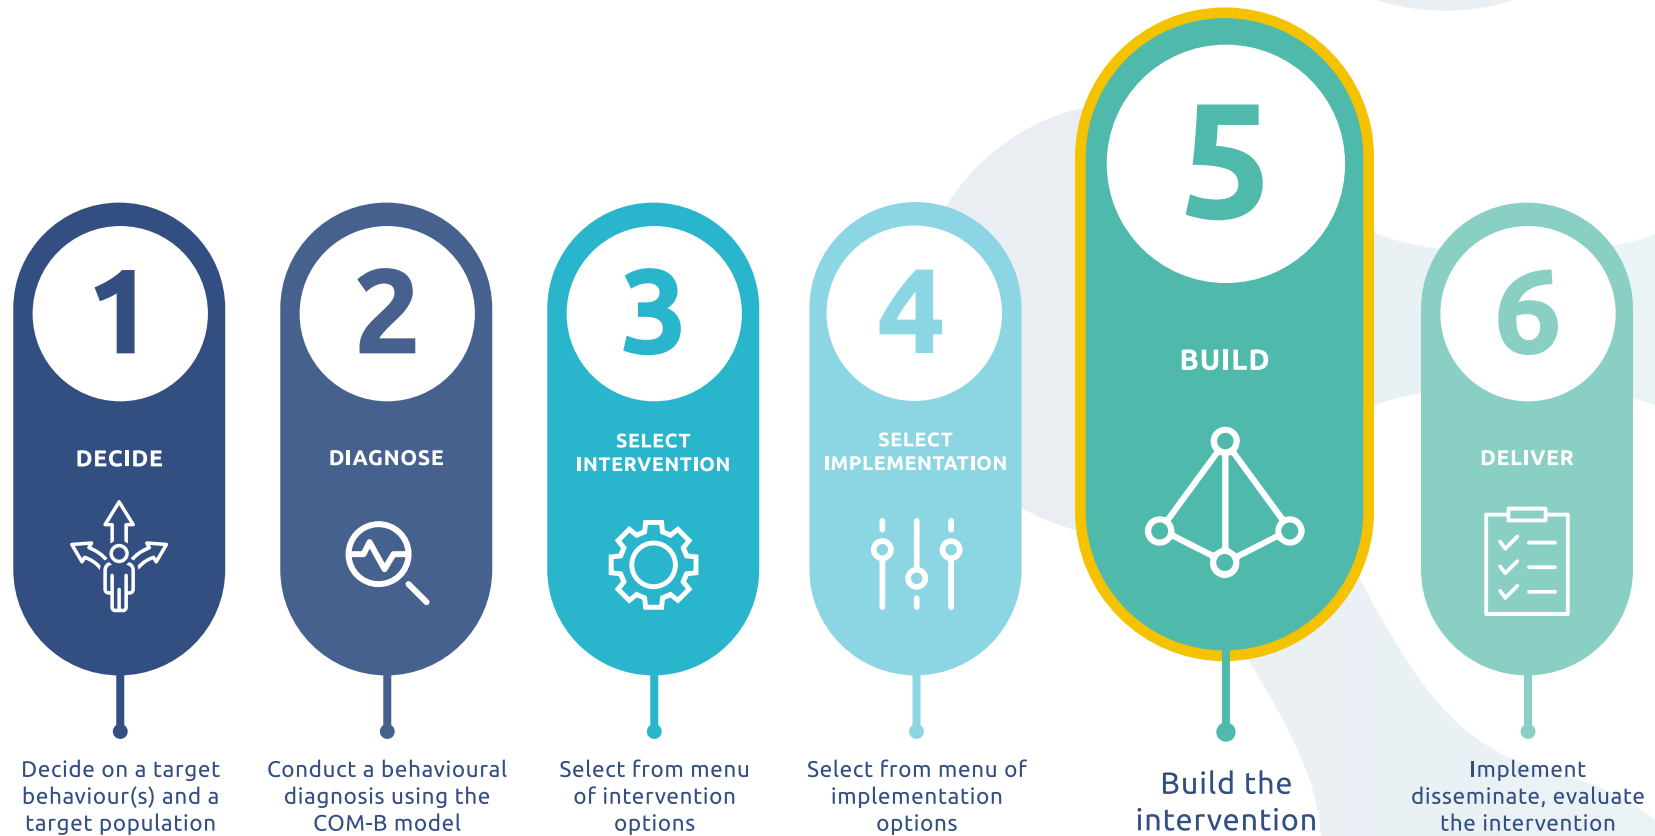 1
DECIDE
Decide on a target
behaviour(s) and a
target population
2
DIAGNOSE
Conduct a behavioural
diagnosis using the
COM-B model
3
SELECT
INTERVENTION
Select from menu
of intervention
options
4
SELECT
IMPLEMENTATION
Select from menu of
implementation
options
5
BUILD
Build the
intervention
6
DELIVER
Implement
disseminate, evaluate
the intervention